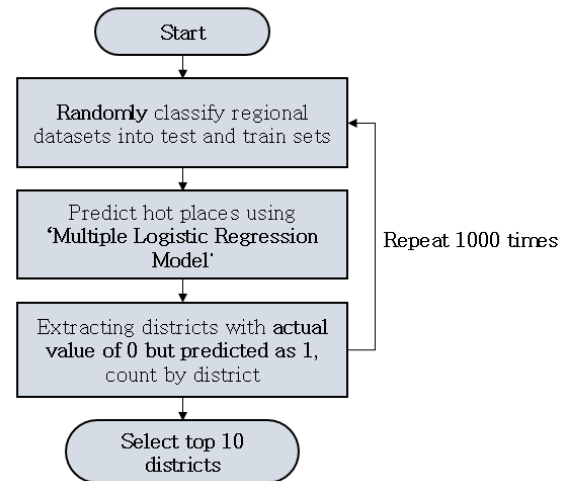 Start
Randomly classify regional
datasets into test and train sets
Predict hot places using
‘Multiple Logistic Regression
Model’
Repeat 1000 times
Extracting districts with actual
value of 0 but predicted as 1,
count by district
Select top 10
districts